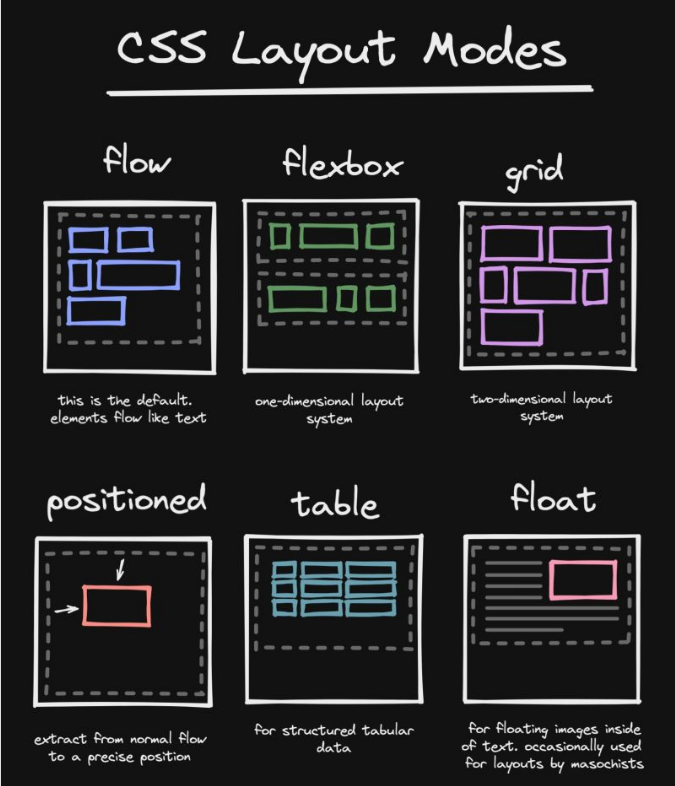 CSS Layout Modes
flow
this is the default.
elements flow like text
flexbox
one-dimensional layout
system
grid
two-dimensional layout
system
positioned
extract from normal flow
to a precise position
table
for structured tabular
data
float
for floating images inside
of text. occasionally used
for layouts by masochists